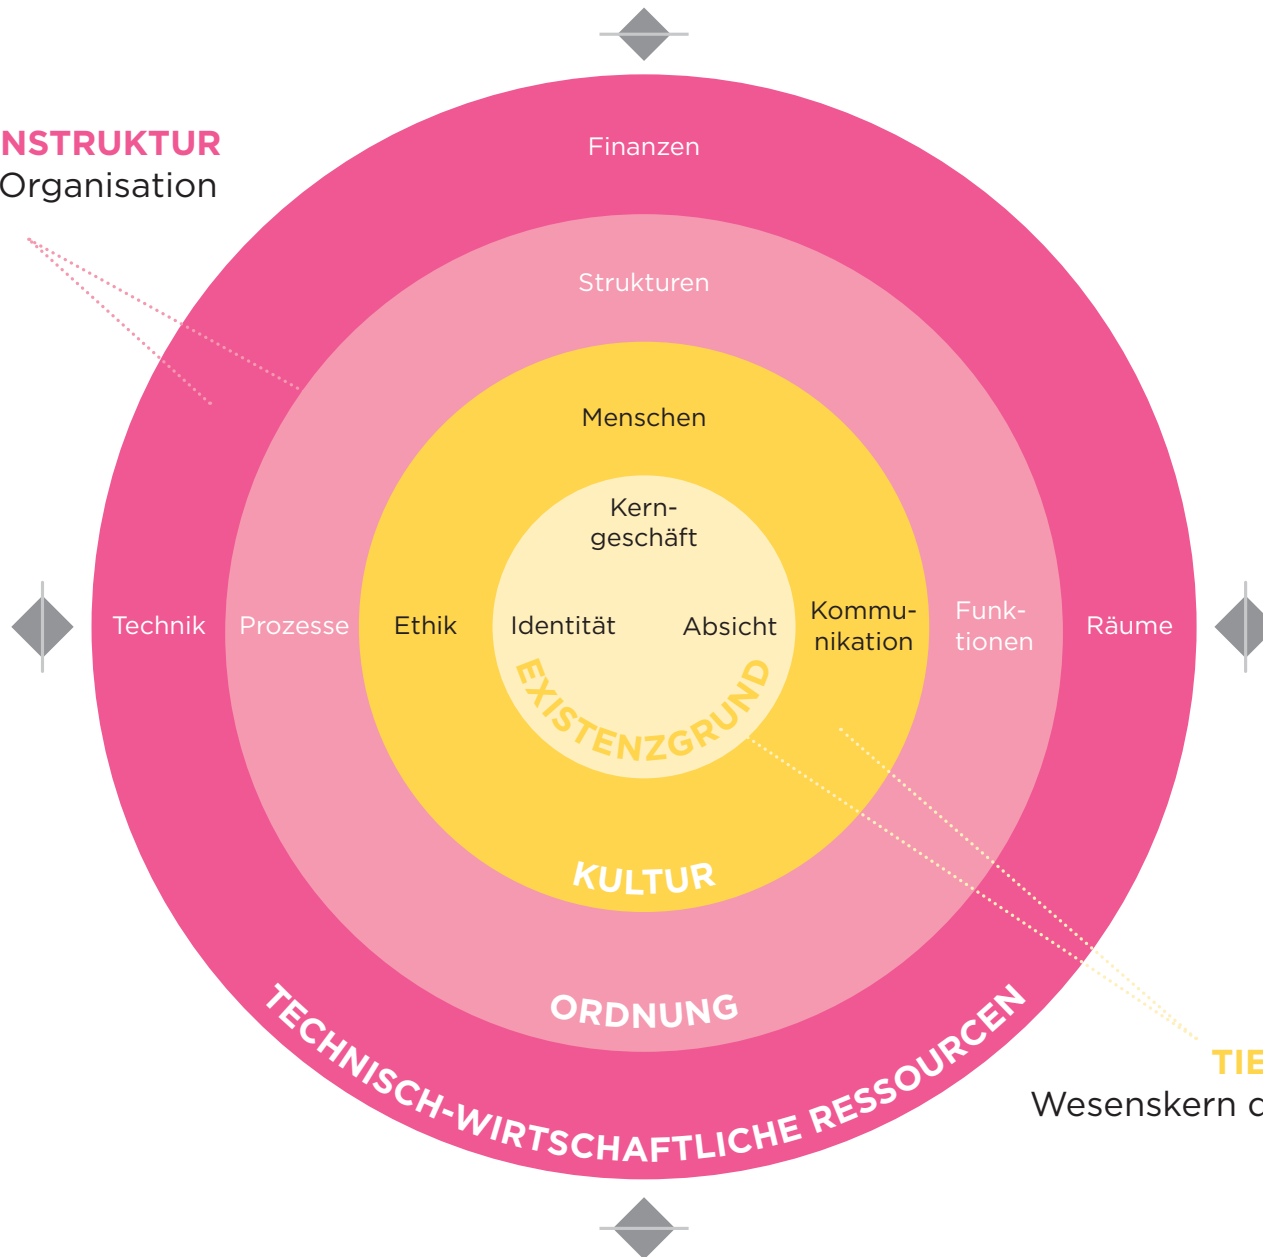 NSTRUKTUR
Organisation
Finanzen
Strukturen
Menschen
Kern-
geschäft
Technik
Prozesse
Ethik
Identität
Absicht
Kommu-
nikation
Funk-
tionen
Räume
EXISTENZGRUND
KULTUR
ORDNUNG
TECHNISCH-WIRTSCHAFTLICHE RESSOURCEN
TIE
Wesenskern d